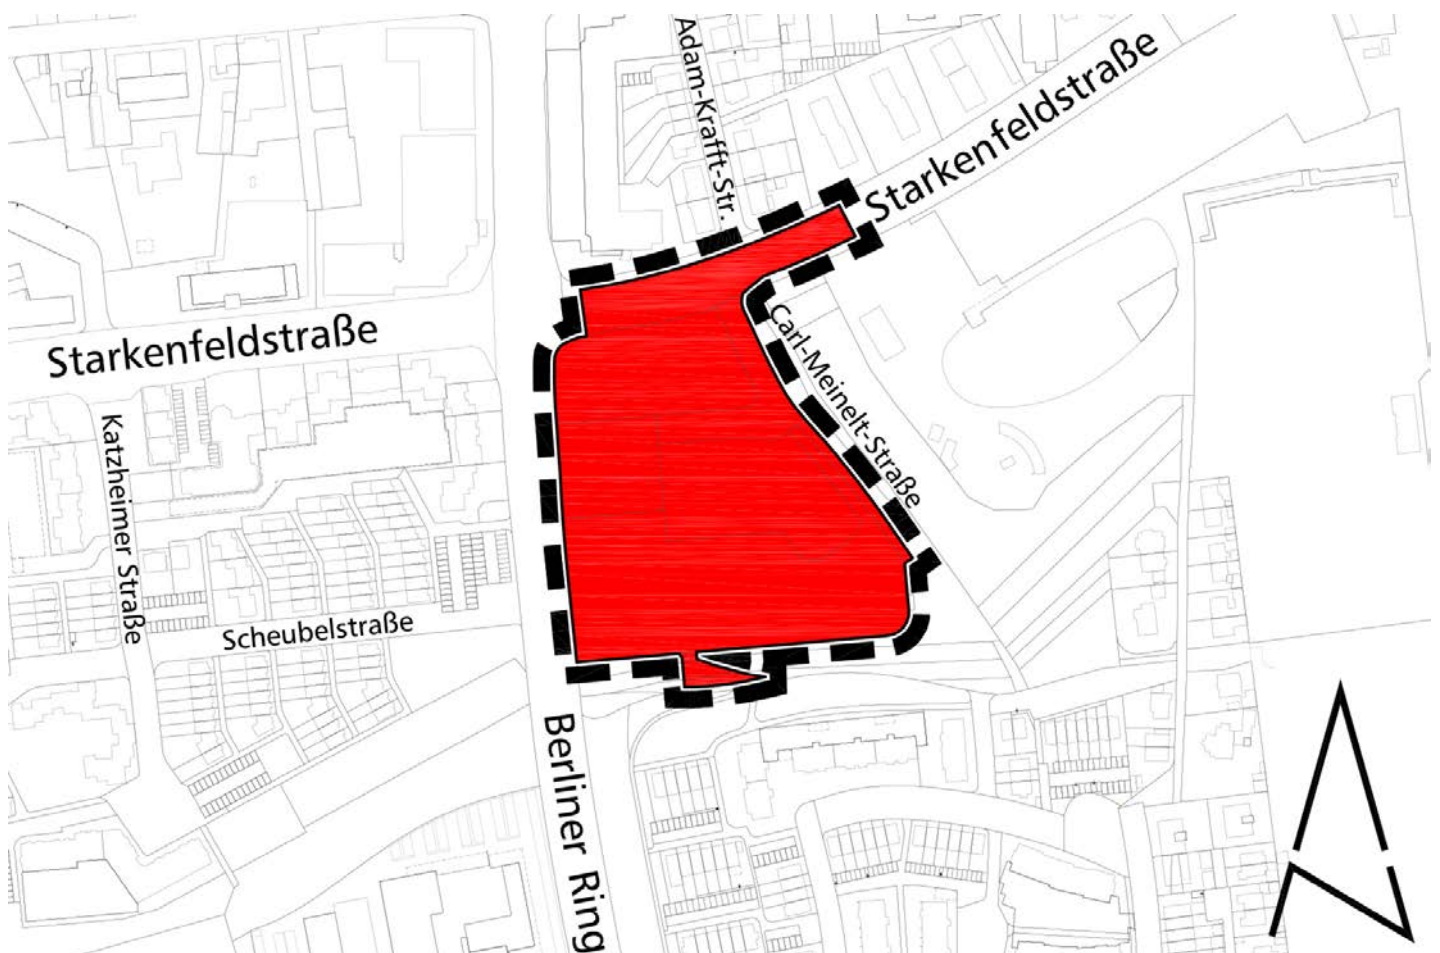 Adam-Krafft-Str.
Starkenfeldstraße
Starkenfeldstraße
Carl-Meinelt-Straße
Katzheimer Straße
Scheubelstraße
Berliner Ring